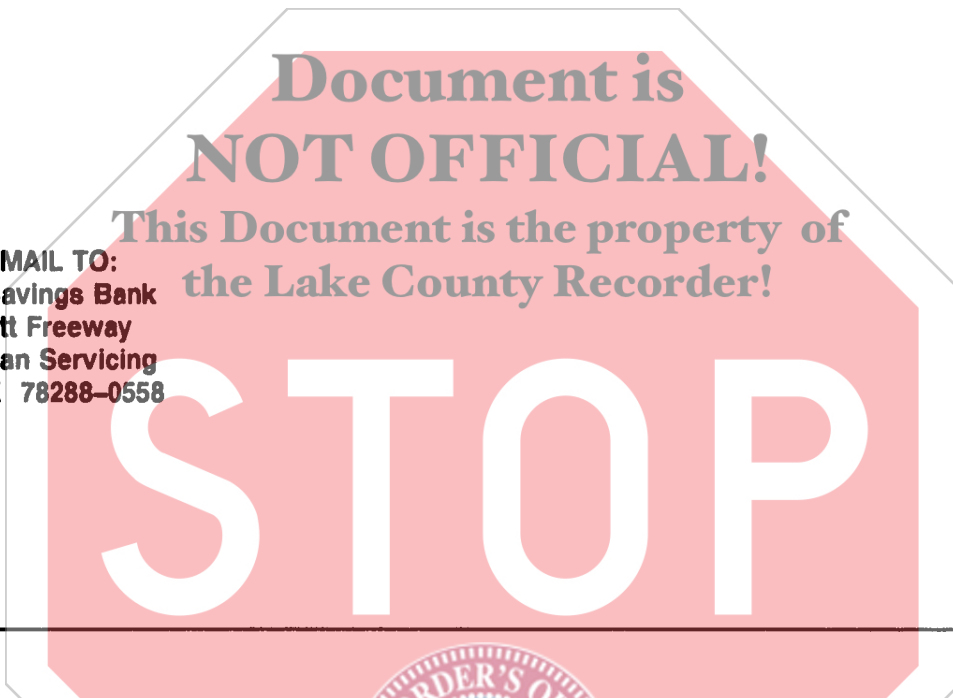 Document is
NOT OFFICIAL!
This Document is the property of
the Lake County Recorder!
MAIL TO:
avings Bank
tt Freeway
an Servicing
78288–0558
STOP
RDER'S O